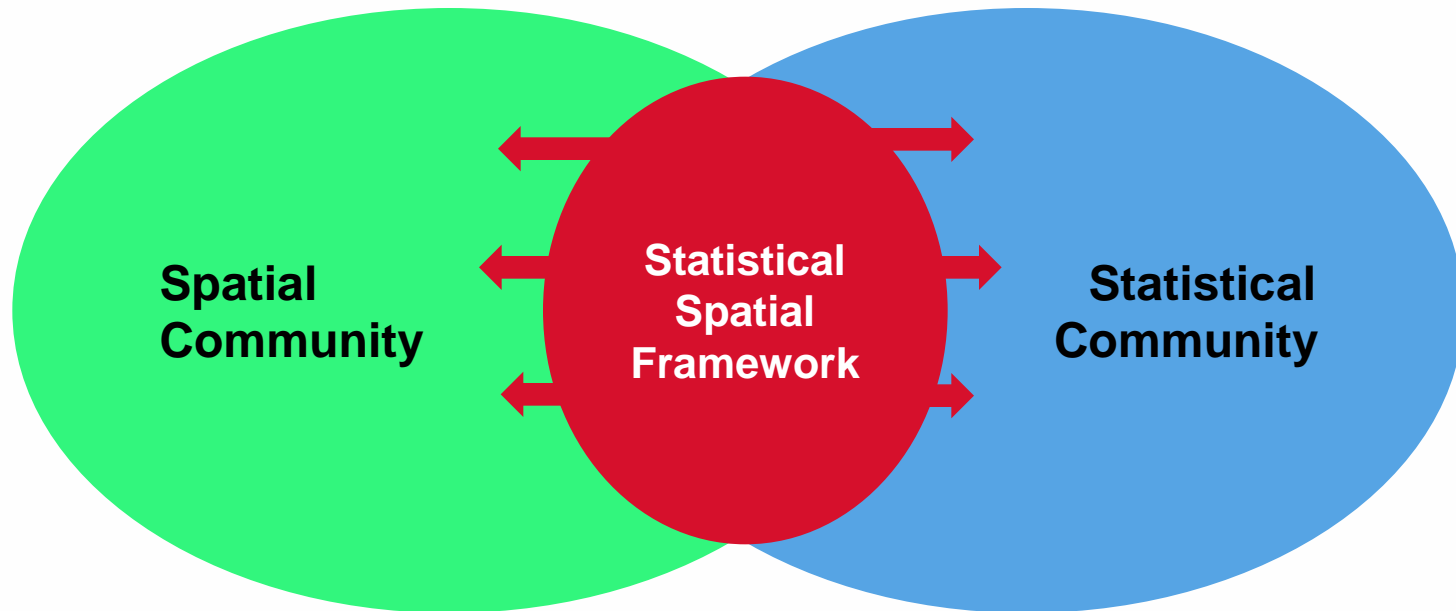 Spatial
Community
Statistical
Spatial
Framework
Statistical
Community